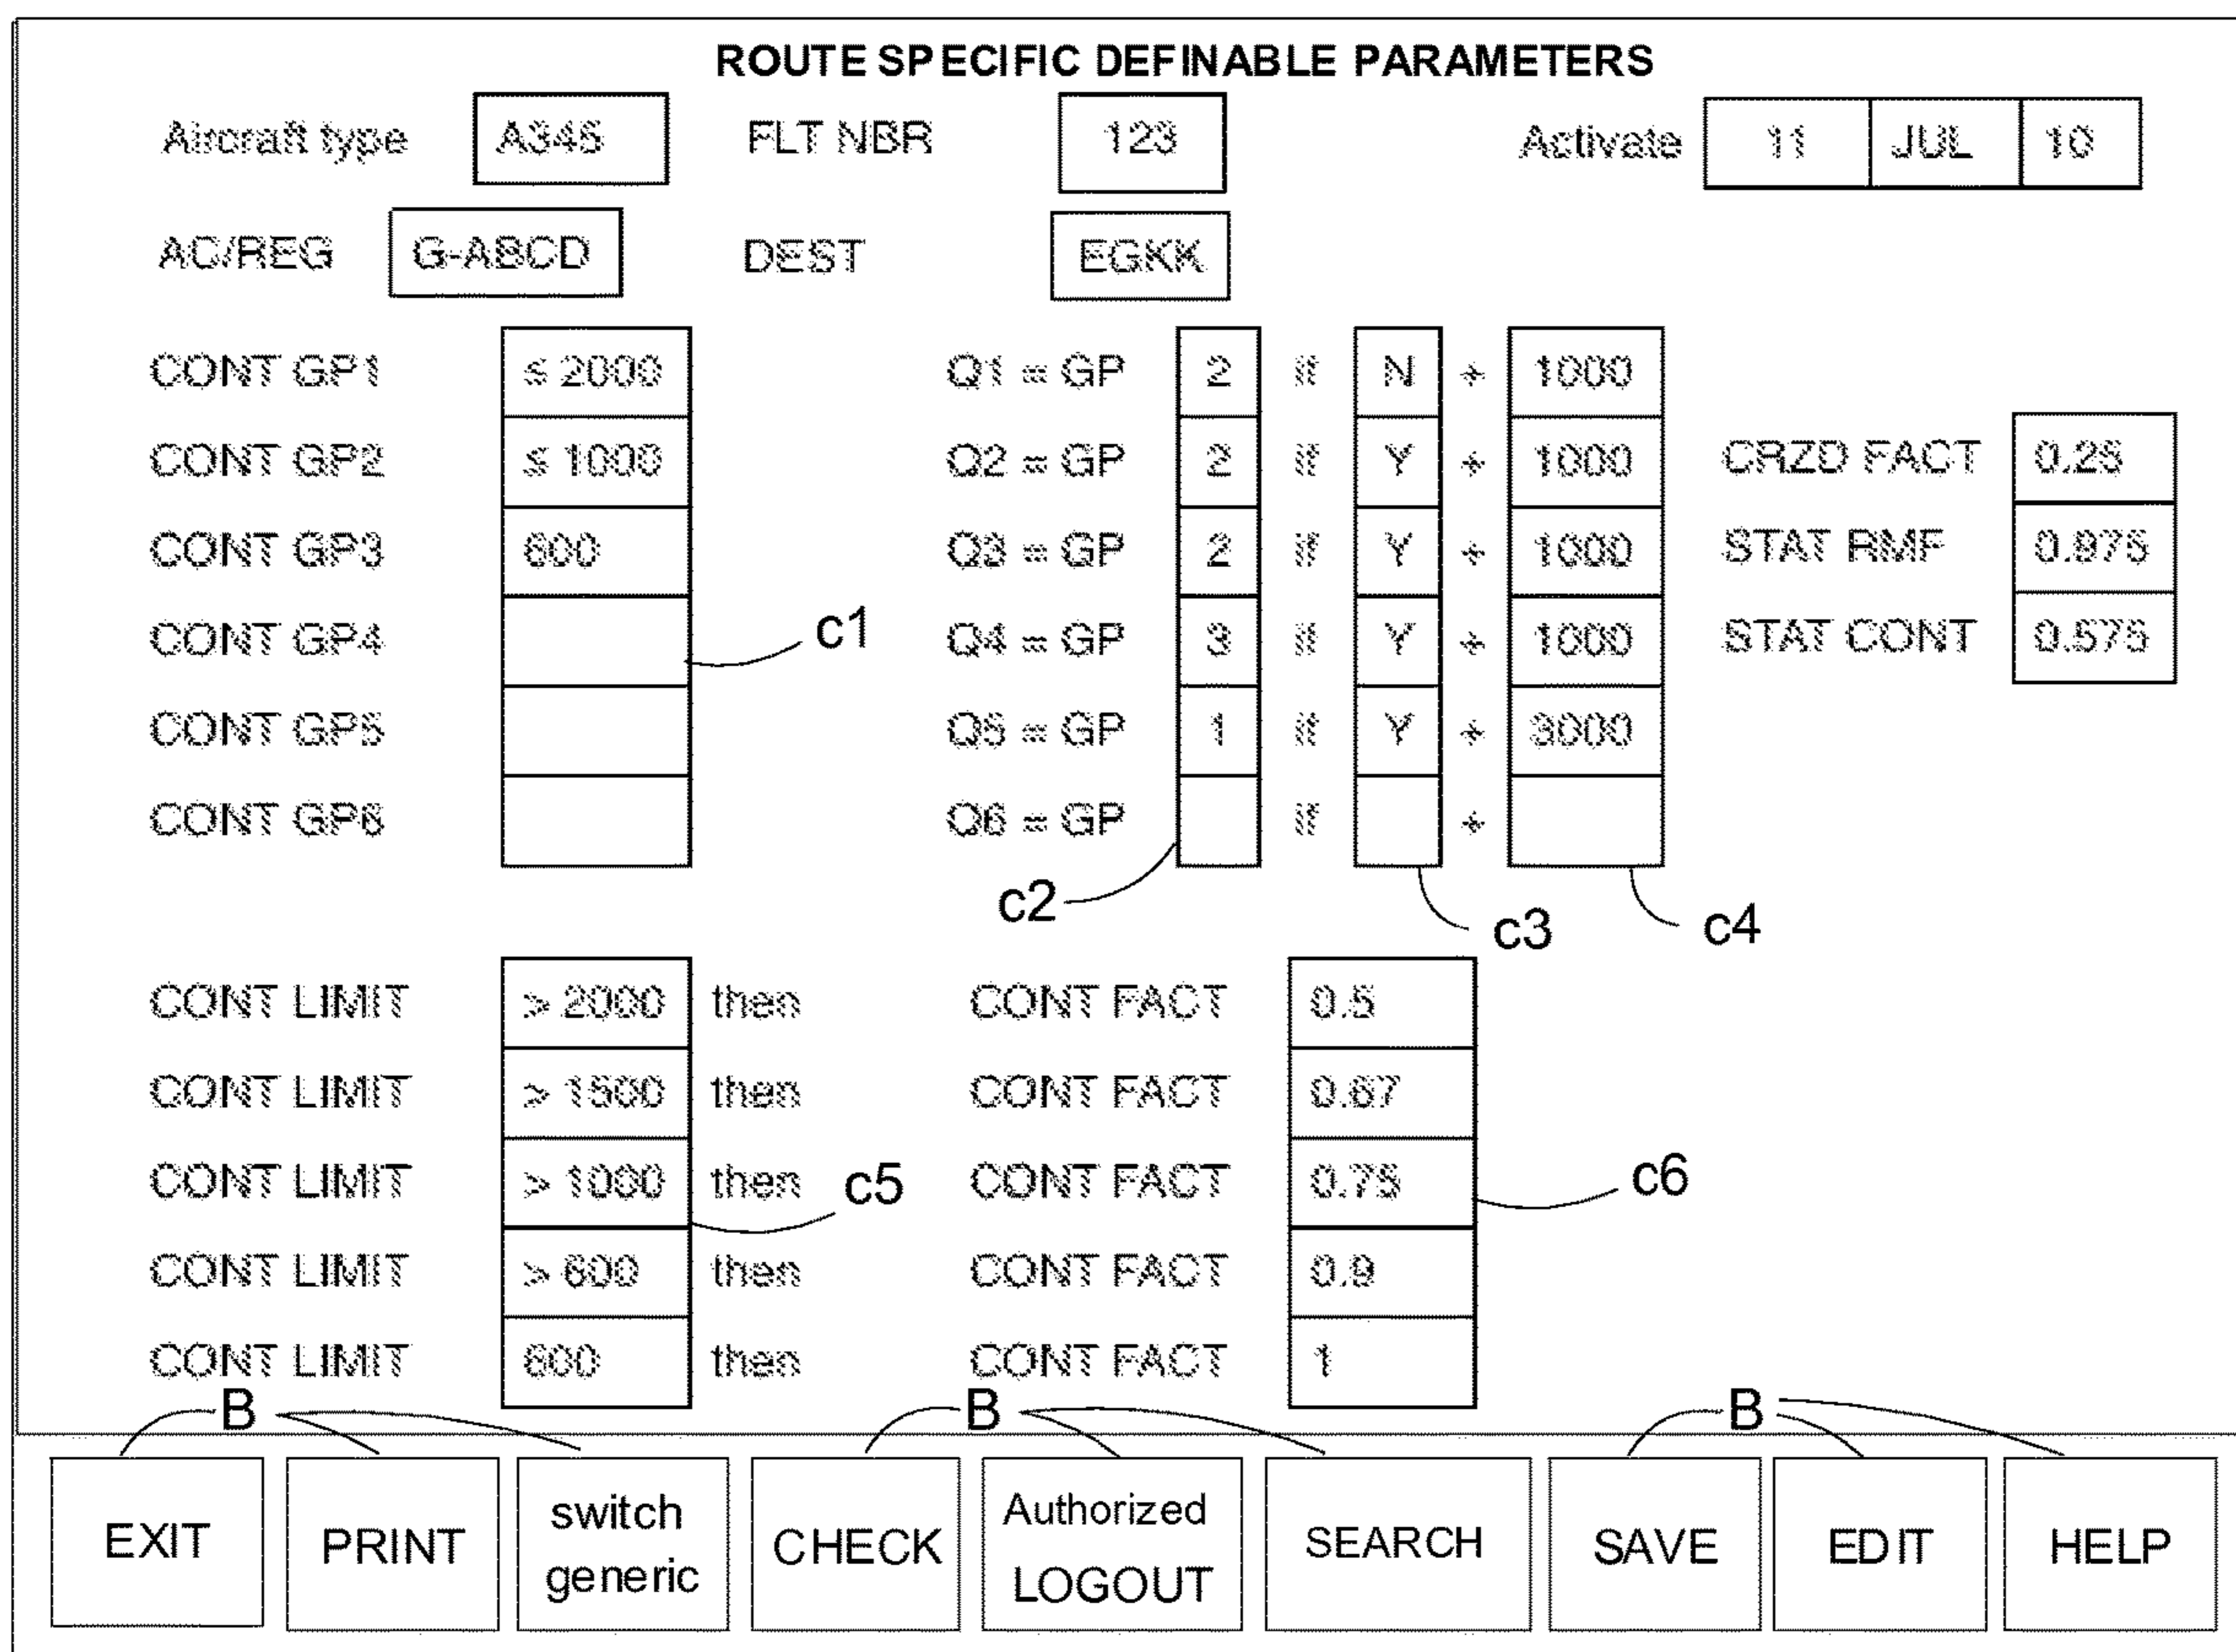 ROUTE SPECIFIC DEFINABLE PARAMETERS
Aircraft type A345 FLT NBR 123 Activate 11 JUL 10
AC/REG G-ABCD DEST EGKK
CONT GP1 ≤ 2000 Q1 = GP 2 if N + 1000
CONT GP2 ≤ 1000 Q2 = GP 2 if Y + 1000 CRZD FACT 0.25
CONT GP3 600 Q3 = GP 2 if Y + 1000 STAT RMF 0.975
CONT GP4 c1 Q4 = GP 3 if Y + 1000 STAT CONT 0.575
CONT GP5 Q5 = GP 1 if Y + 3000
CONT GP6 Q6 = GP if +
c2 c3 c4
CONT LIMIT > 2000 then CONT FACT 0.5
CONT LIMIT > 1500 then CONT FACT 0.67
CONT LIMIT > 1000 then c5 CONT FACT 0.75 c6
CONT LIMIT > 600 then CONT FACT 0.9
CONT LIMIT 600 then CONT FACT 1
B B B
EXIT PRINT switch generic CHECK Authorized LOGOUT SEARCH SAVE EDIT HELP